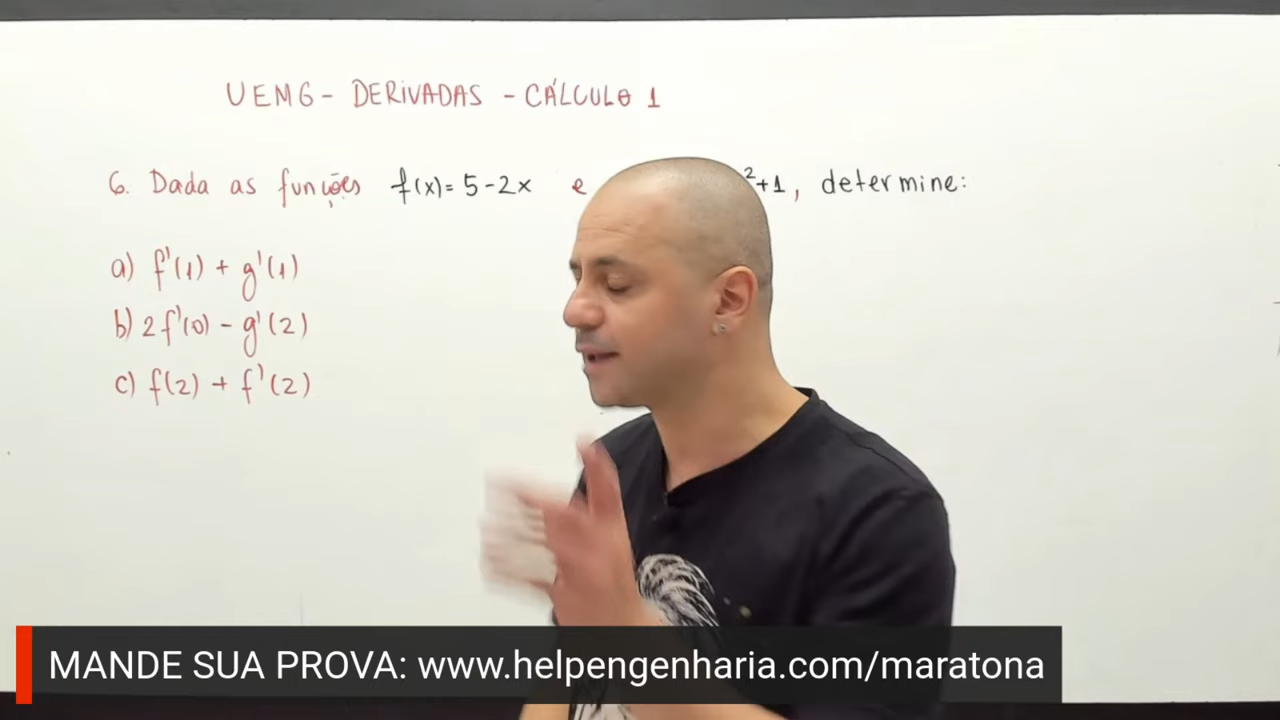 UEMG - DERIVADAS - CÁLCULO 1
6. Dada as funções f(x)= 5-2x e ²+1, determine:
a) f'(1) + g'(1)
b) 2f'(0) - g'(2)
c) f(2) + f'(2)
MANDE SUA PROVA: www.helpengenharia.com/maratona